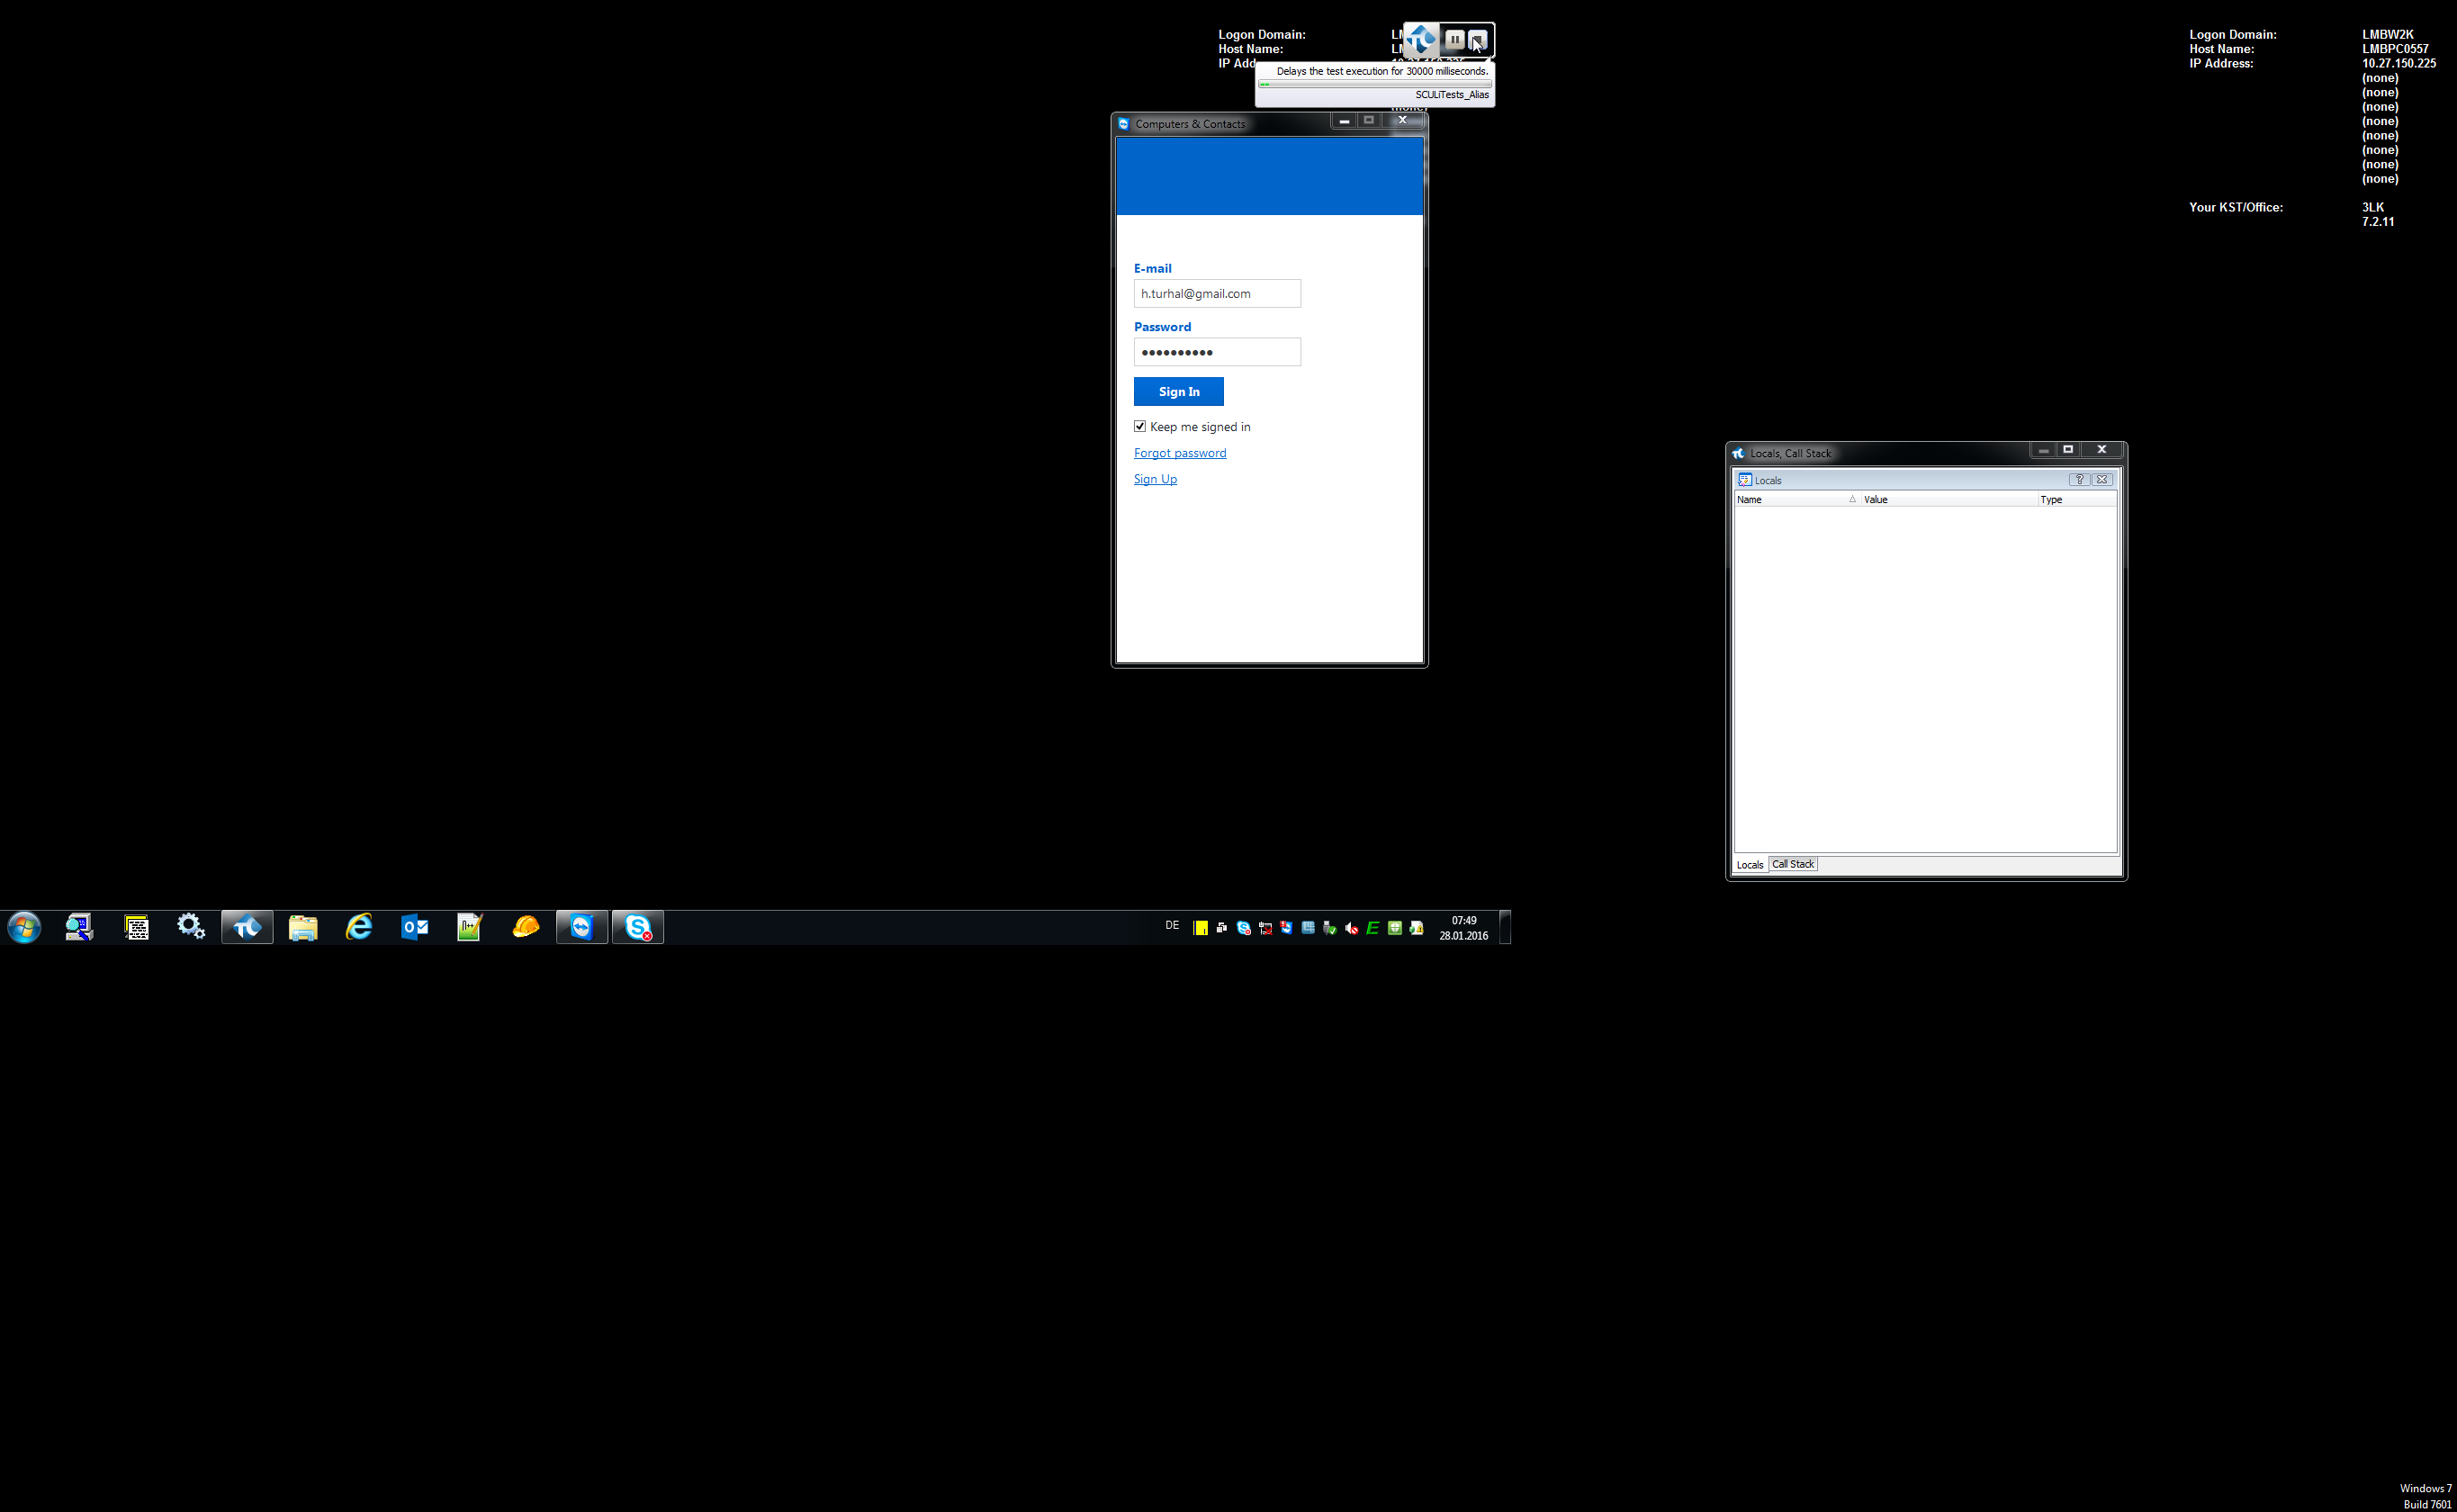 Logon Domain:
Host Name:
IP Add
Delays the test execution for 30000 milliseconds.
SCULiTests_Alias
Computers & Contacts
E-mail
h.turhal@gmail.com
Password
••••••••••
Sign In
Keep me signed in
Forgot password
Sign Up
Logon Domain: LMBW2K
Host Name: LMBPC0557
IP Address: 10.27.150.225
(none)
(none)
(none)
(none)
(none)
(none)
(none)
(none)
Your KST/Office: 3LK
7.2.11
Locals, Call Stack
Locals
Name Value Type
Locals Call Stack
DE
07:49
28.01.2016
Windows 7
Build 7601